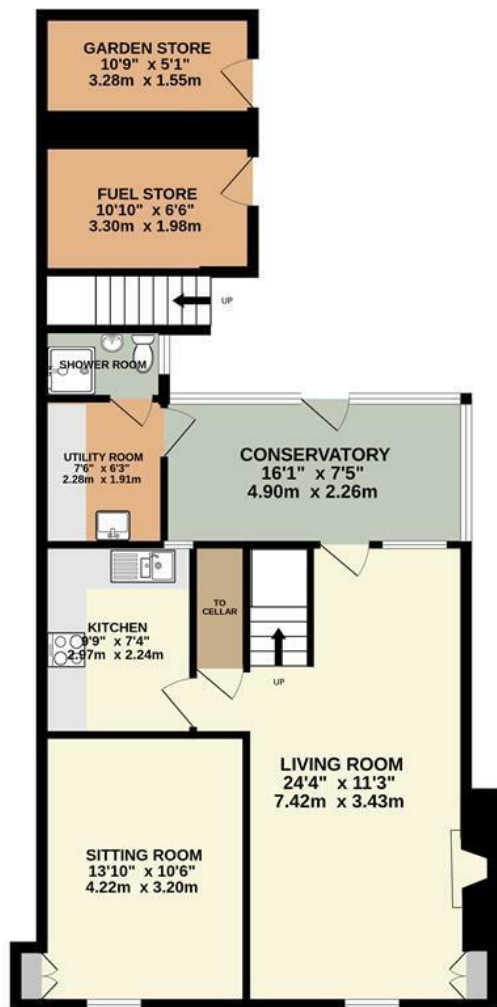 GARDEN STORE
10'9" x 5'1"
3.28m x 1.55m
FUEL STORE
10'10" x 6'6"
3.30m x 1.98m
UP
SHOWER ROOM
UTILITY ROOM
7'6" x 6'3"
2.28m x 1.91m
CONSERVATORY
16'1" x 7'5"
4.90m x 2.26m
KITCHEN
9'9" x 7'4"
2.97m x 2.24m
TO
CELLAR
UP
LIVING ROOM
24'4" x 11'3"
7.42m x 3.43m
SITTING ROOM
13'10" x 10'6"
4.22m x 3.20m